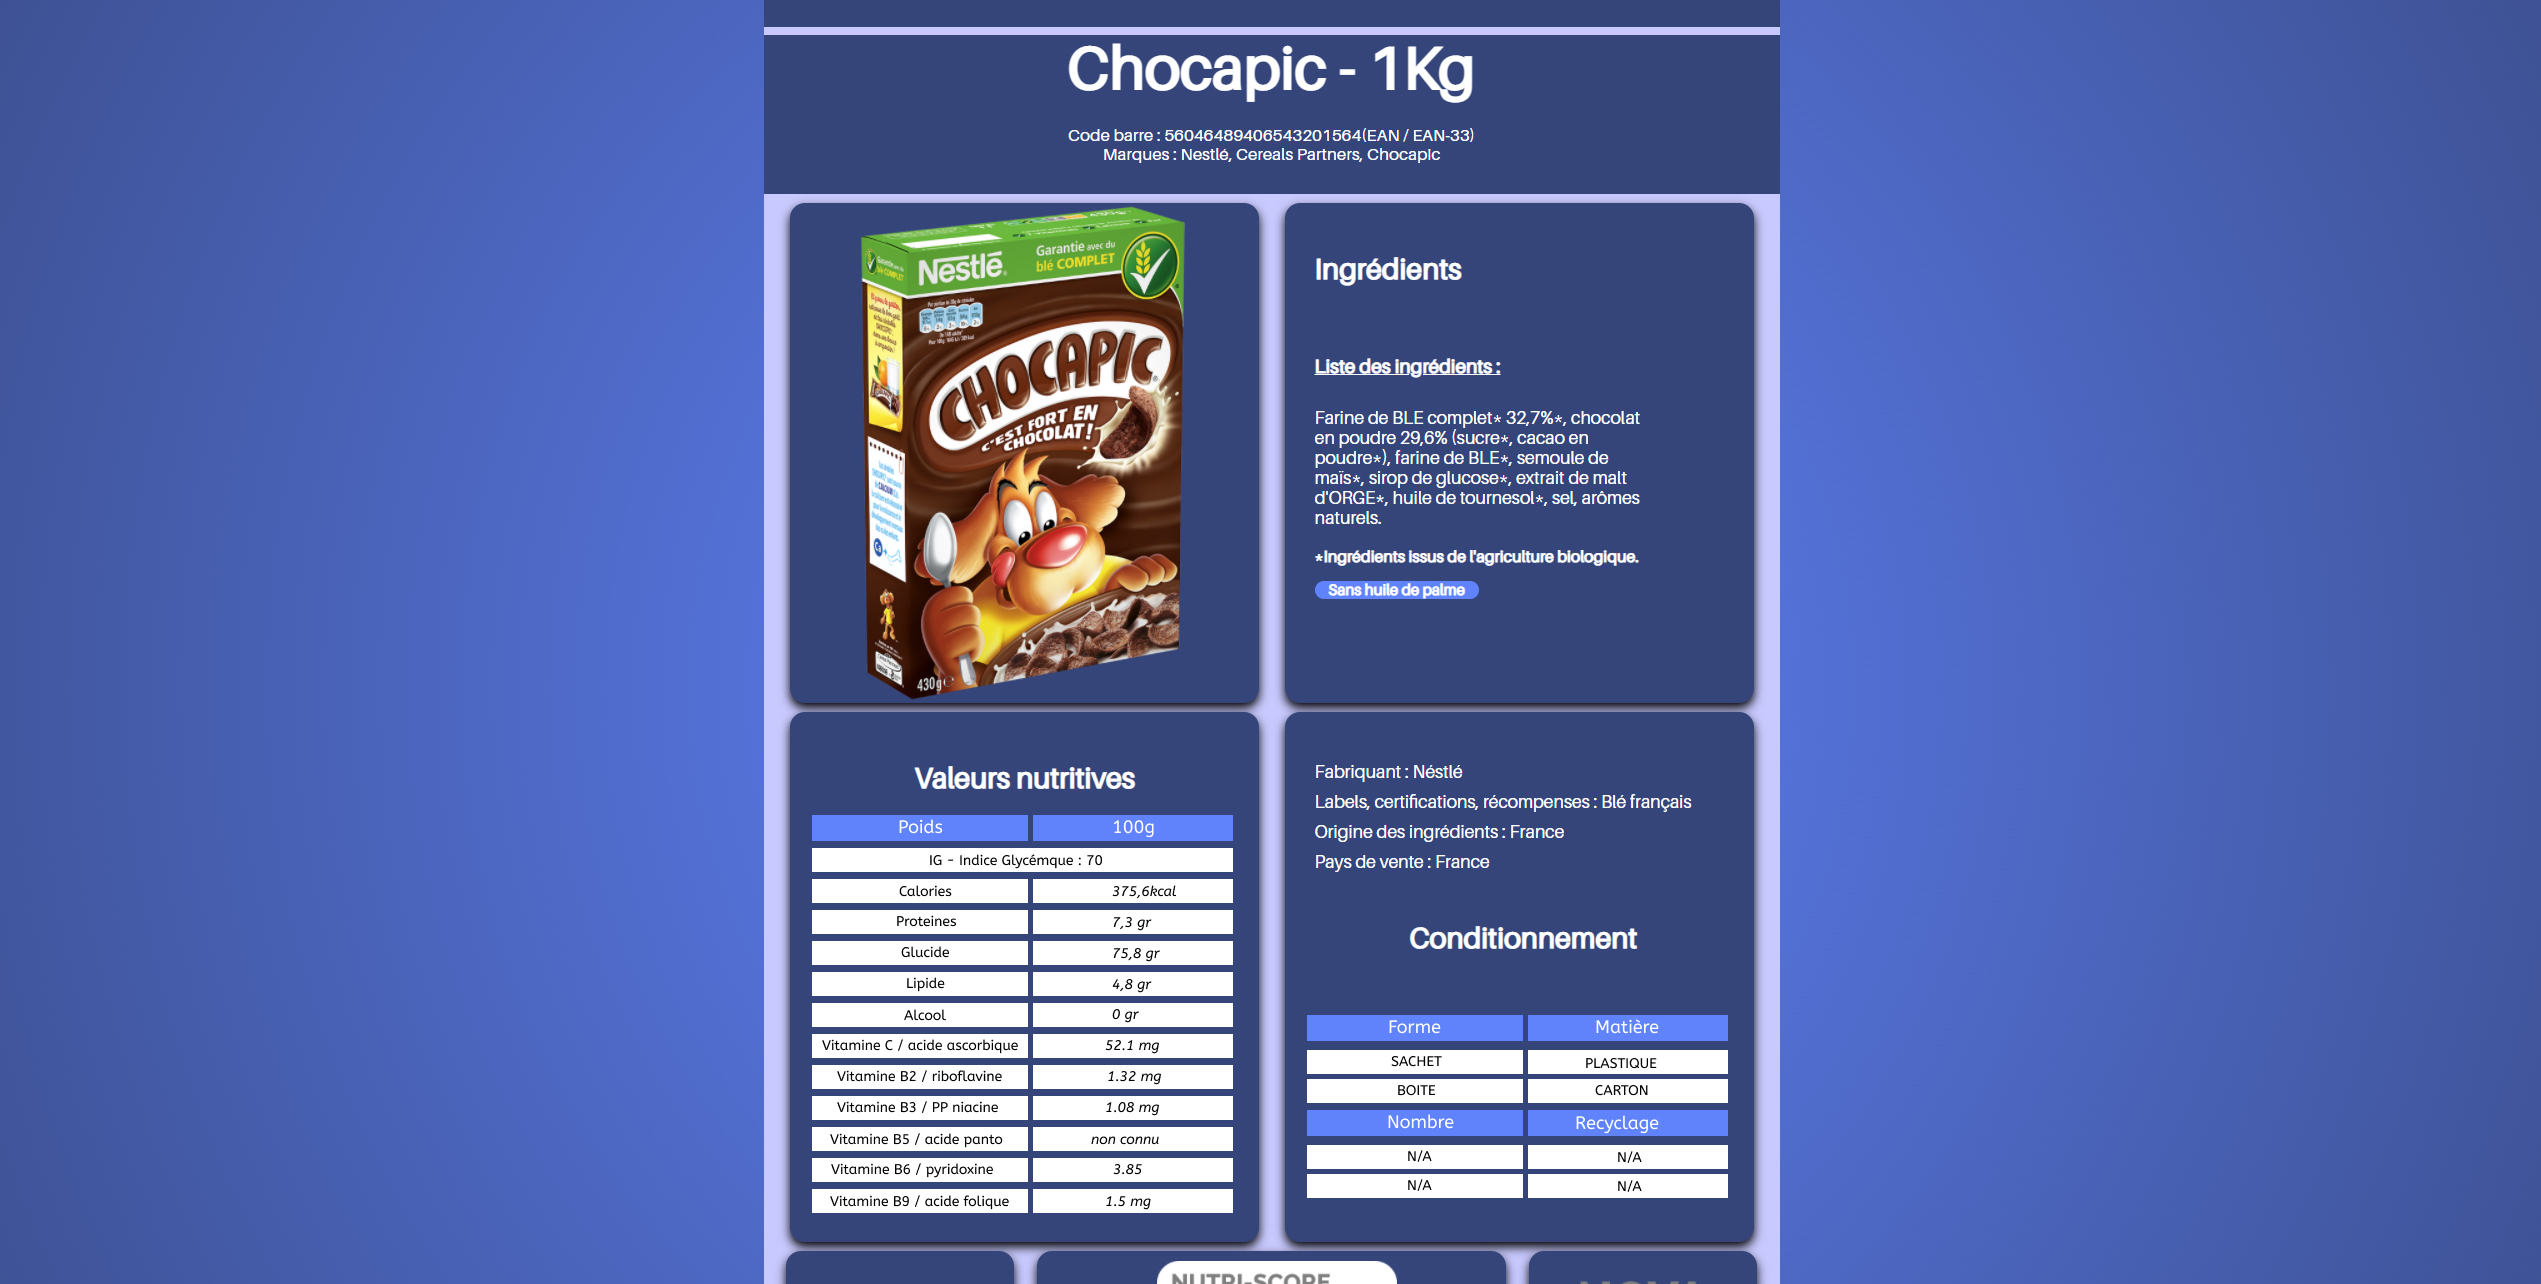 Chocapic - 1Kg
Code barre : 56046489406543201564(EAN / EAN-33)
Marques : Nestlé, Cereals Partners, Chocapic
Nestlé
Garantie avec du
blé COMPLET
CHOCAPIC
C'EST FORT EN
CHOCOLAT!
430g
Ingrédients
Liste des ingrédients :
Farine de BLE complet* 32,7%*, chocolat
en poudre 29,6% (sucre*, cacao en
poudre*), farine de BLE*, semoule de
maïs*, sirop de glucose*, extrait de malt
d'ORGE*, huile de tournesol*, sel, arômes
naturels.
*Ingrédients issus de l'agriculture biologique.
Sans huile de palme
Valeurs nutritives
Poids 100g
IG - Indice Glycémque : 70
Calories 375,6kcal
Proteines 7,3 gr
Glucide 75,8 gr
Lipide 4,8 gr
Alcool 0 gr
Vitamine C / acide ascorbique 52.1 mg
Vitamine B2 / riboflavine 1.32 mg
Vitamine B3 / PP niacine 1.08 mg
Vitamine B5 / acide panto non connu
Vitamine B6 / pyridoxine 3.85
Vitamine B9 / acide folique 1.5 mg
Fabriquant : Néstlé
Labels, certifications, récompenses : Blé français
Origine des ingrédients : France
Pays de vente : France
Conditionnement
Forme Matière
SACHET PLASTIQUE
BOITE CARTON
Nombre Recyclage
N/A N/A
N/A N/A
NUTRI-SCORE